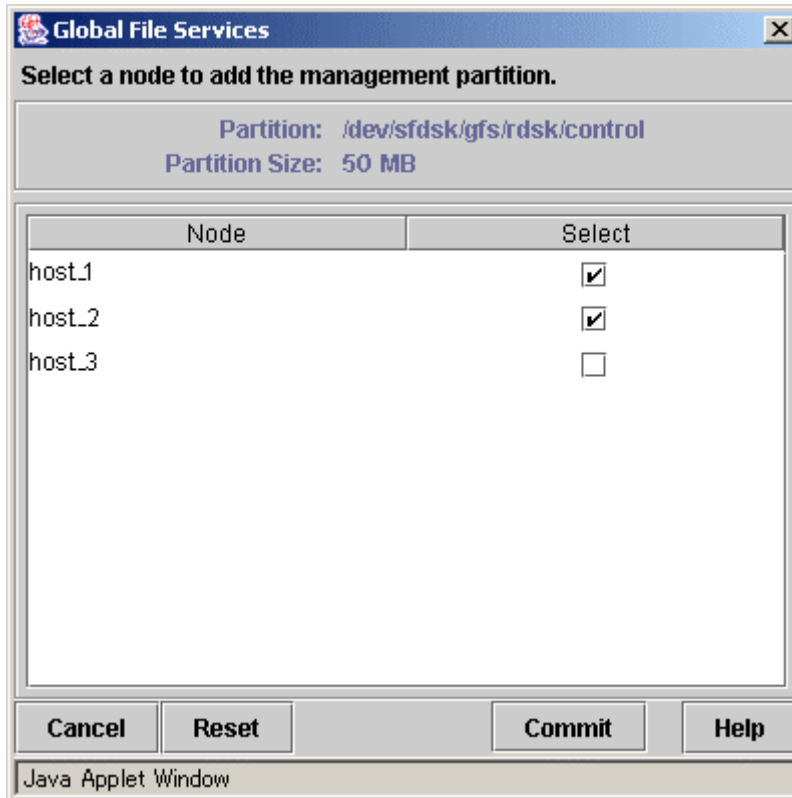 Global File Services
Select a node to add the management partition.
Partition: /dev/sfdsk/gfs/rdsk/control
Partition Size: 50 MB
Node Select
host_1
host_2
host_3
Cancel Reset Commit Help
Java Applet Window